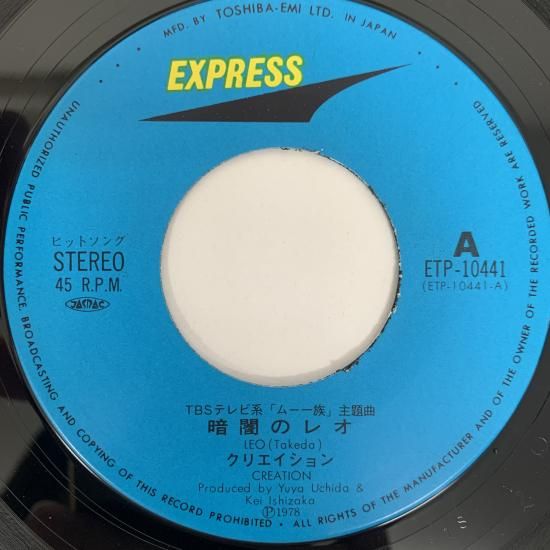 MFD. BY TOSHIBA-EMI LTD. IN JAPAN
EXPRESS
ヒットソング
STEREO
45 R.P.M.
JASRAC
A
ETP-10441
(ETP-10441-A)
TBSテレビ系「ムー一族」主題曲
暗闇のレオ
LEO (Takeda)
クリエイション
CREATION
Produced by Yuya Uchida &
Kei Ishizaka
Ⓟ1978
UNAUTHORIZED PUBLIC PERFORMANCE, BROADCASTING AND COPYING OF THIS RECORD PROHIBITED • ALL RIGHTS OF THE MANUFACTURER AND OF THE OWNER OF THE RECORDED WORK ARE RESERVED
S